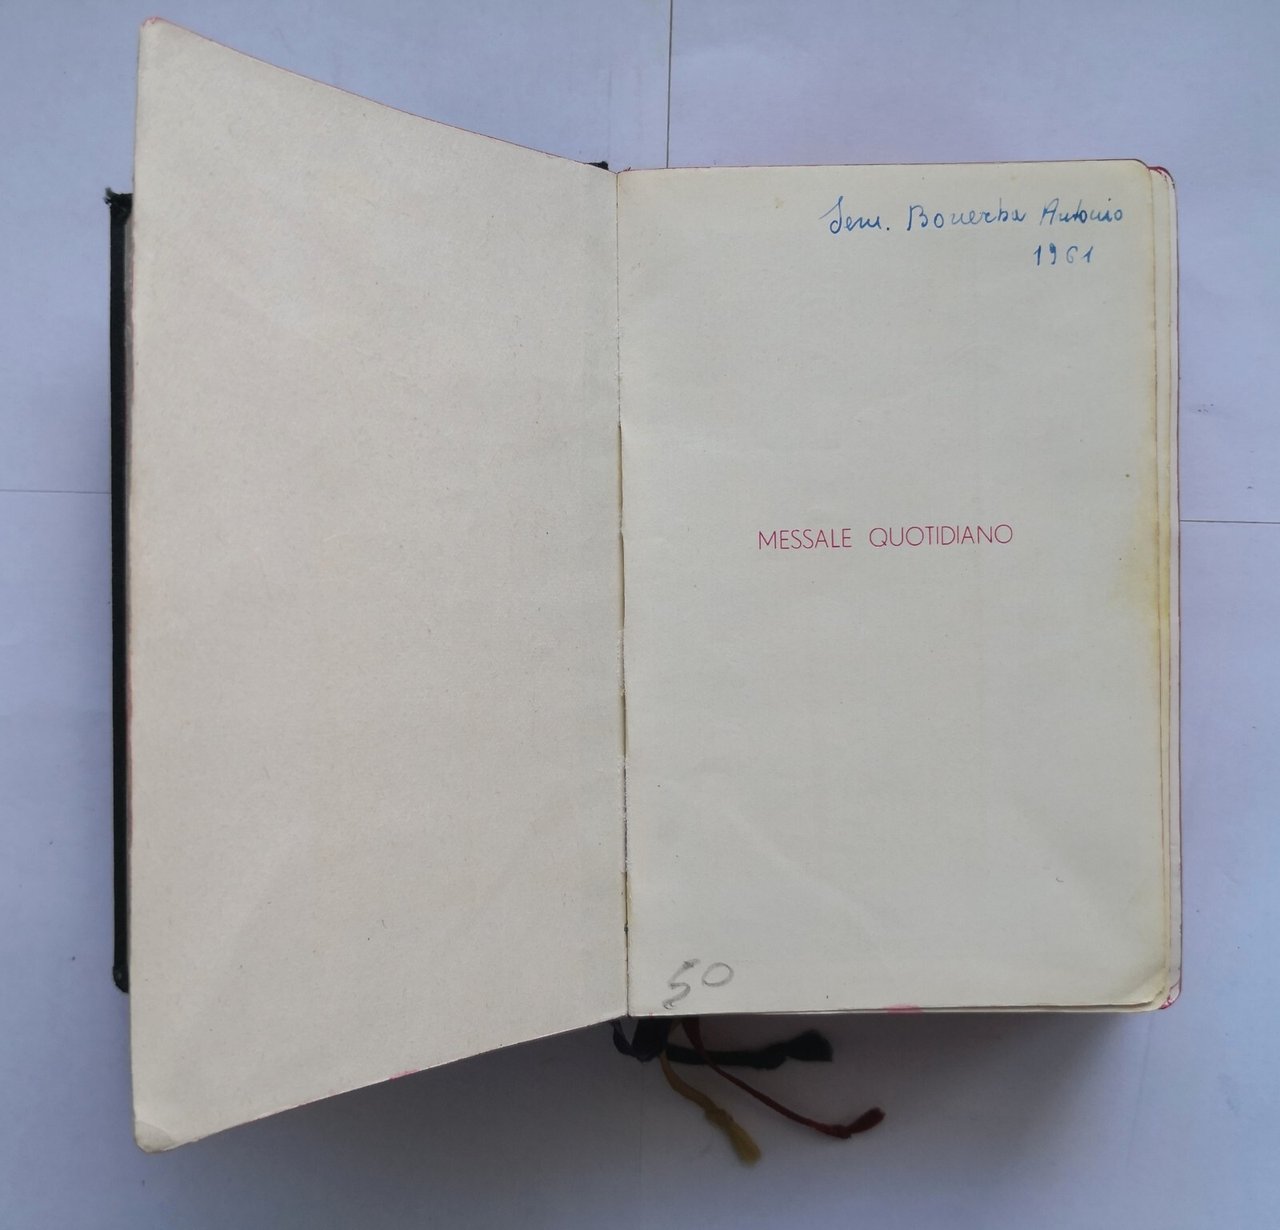 Sem. Bonerba Antonio
1961
MESSALE QUOTIDIANO
50